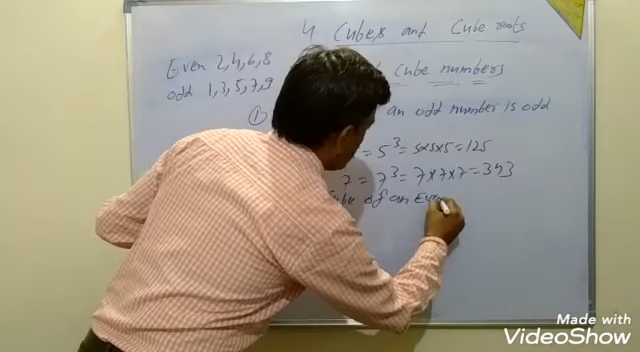 4. Cubes and Cube roots
Even 2,4,6,8
odd 1,3,5,7,9
Cube numbers
① an odd number is odd
= 5³ = 5x5x5 = 125
7 = 7³ = 7x7x7 = 343
Cube of an Eve
Made with
VideoShow